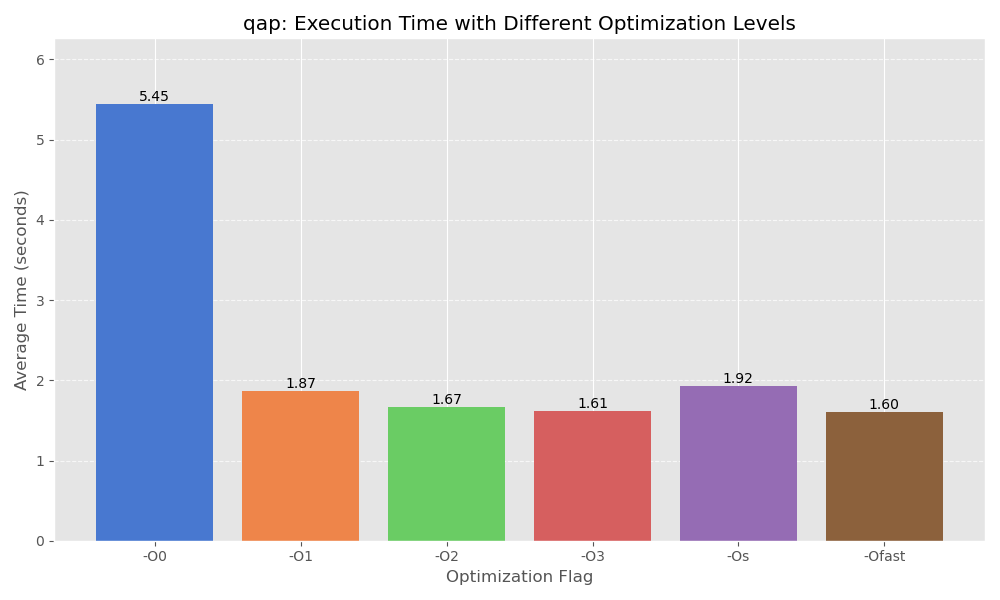 qap: Execution Time with Different Optimization Levels
Average Time (seconds)
6
5
4
3
2
1
0
5.45
1.87
1.67
1.61
1.92
1.60
-O0
-O1
-O2
-O3
-Os
-Ofast
Optimization Flag